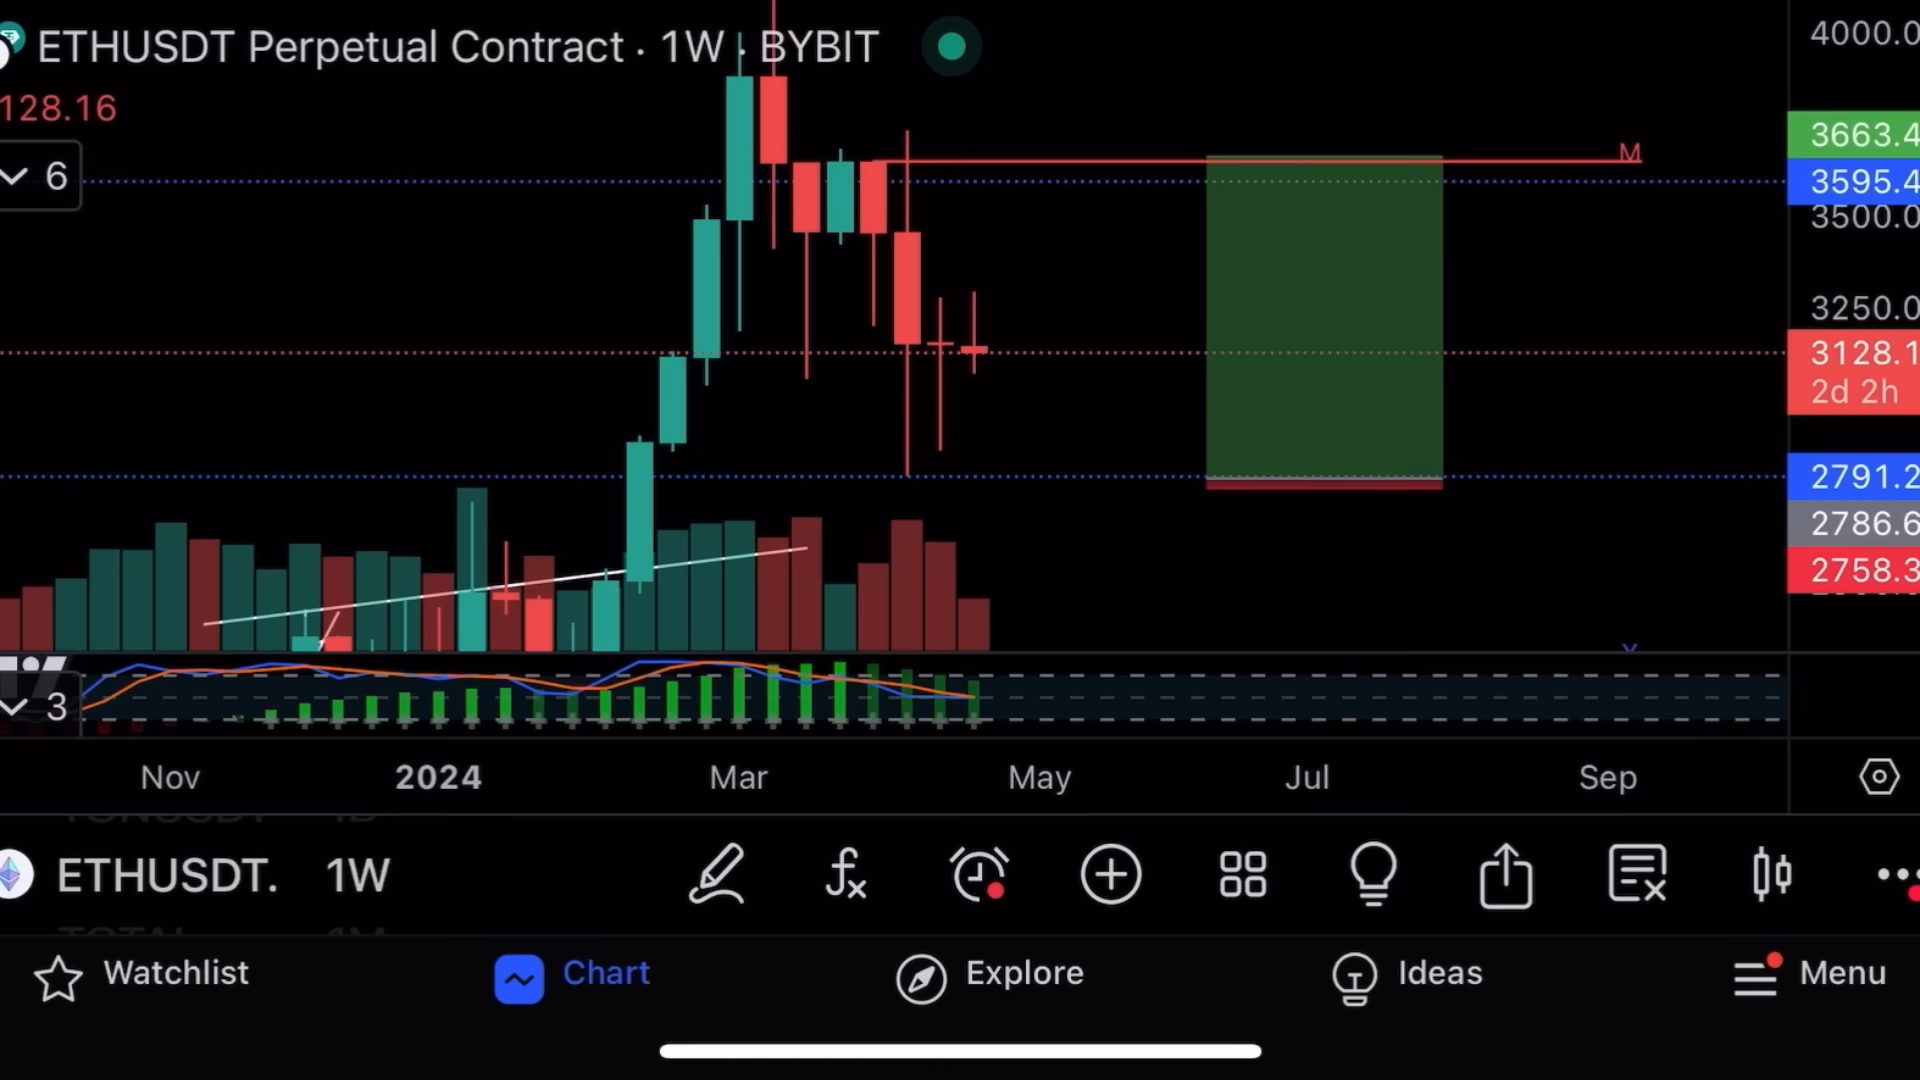 ETHUSDT Perpetual Contract · 1W · BYBIT
4000.0
128.16
3663.4
M
6
3595.4
3500.0
3250.0
3128.1
2d 2h
2791.2
2786.6
2758.3
3
Nov 2024 Mar May Jul Sep
ETHUSDT. 1W
TOTAL 1M
Watchlist Chart Explore Ideas Menu